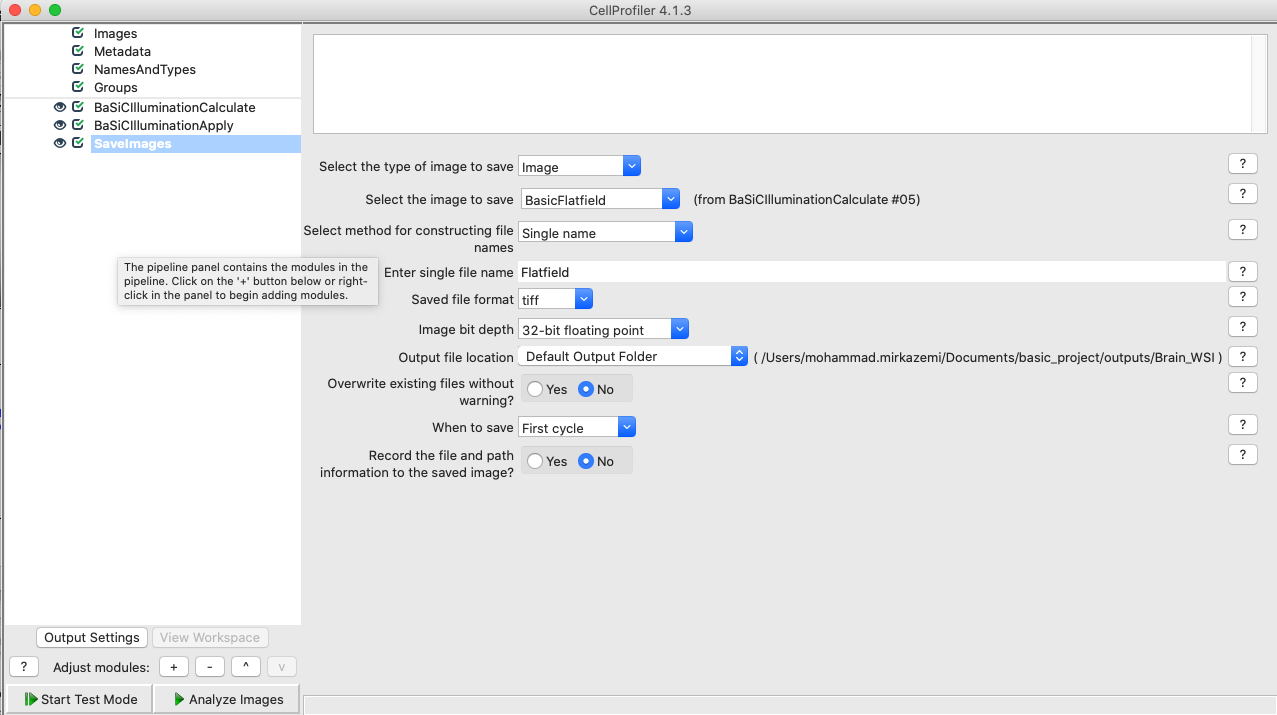 CellProfiler 4.1.3
Images
Metadata
NamesAndTypes
Groups
BaSiCIlluminationCalculate
BaSiCIlluminationApply
SaveImages
The pipeline panel contains the modules in the
pipeline. Click on the '+' button below or right-
click in the panel to begin adding modules.
Output Settings View Workspace
? Adjust modules: + - ^ v
Start Test Mode Analyze Images
Select the type of image to save Image ?
Select the image to save BasicFlatfield (from BaSiCIlluminationCalculate #05) ?
Select method for constructing file
names Single name ?
Enter single file name Flatfield ?
Saved file format tiff ?
Image bit depth 32-bit floating point ?
Output file location Default Output Folder ( /Users/mohammad.mirkazemi/Documents/basic_project/outputs/Brain_WSI ) ?
Overwrite existing files without
warning? Yes No ?
When to save First cycle ?
Record the file and path
information to the saved image? Yes No ?